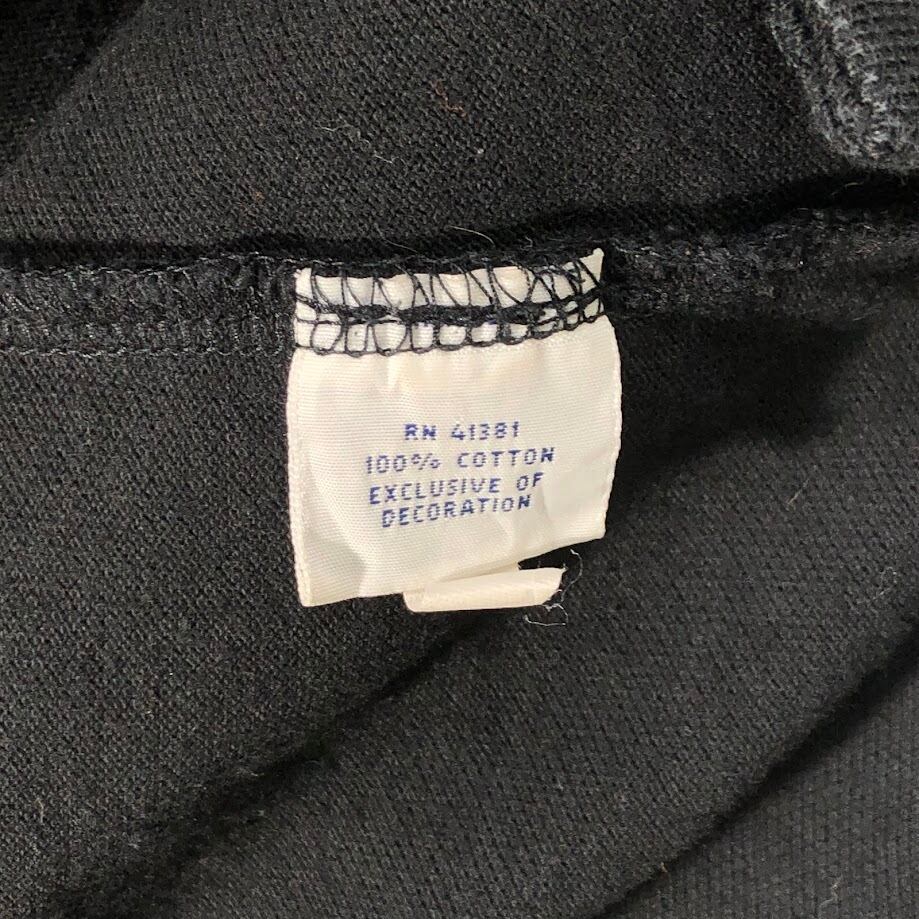 RN 41381
100% COTTON
EXCLUSIVE OF
DECORATION